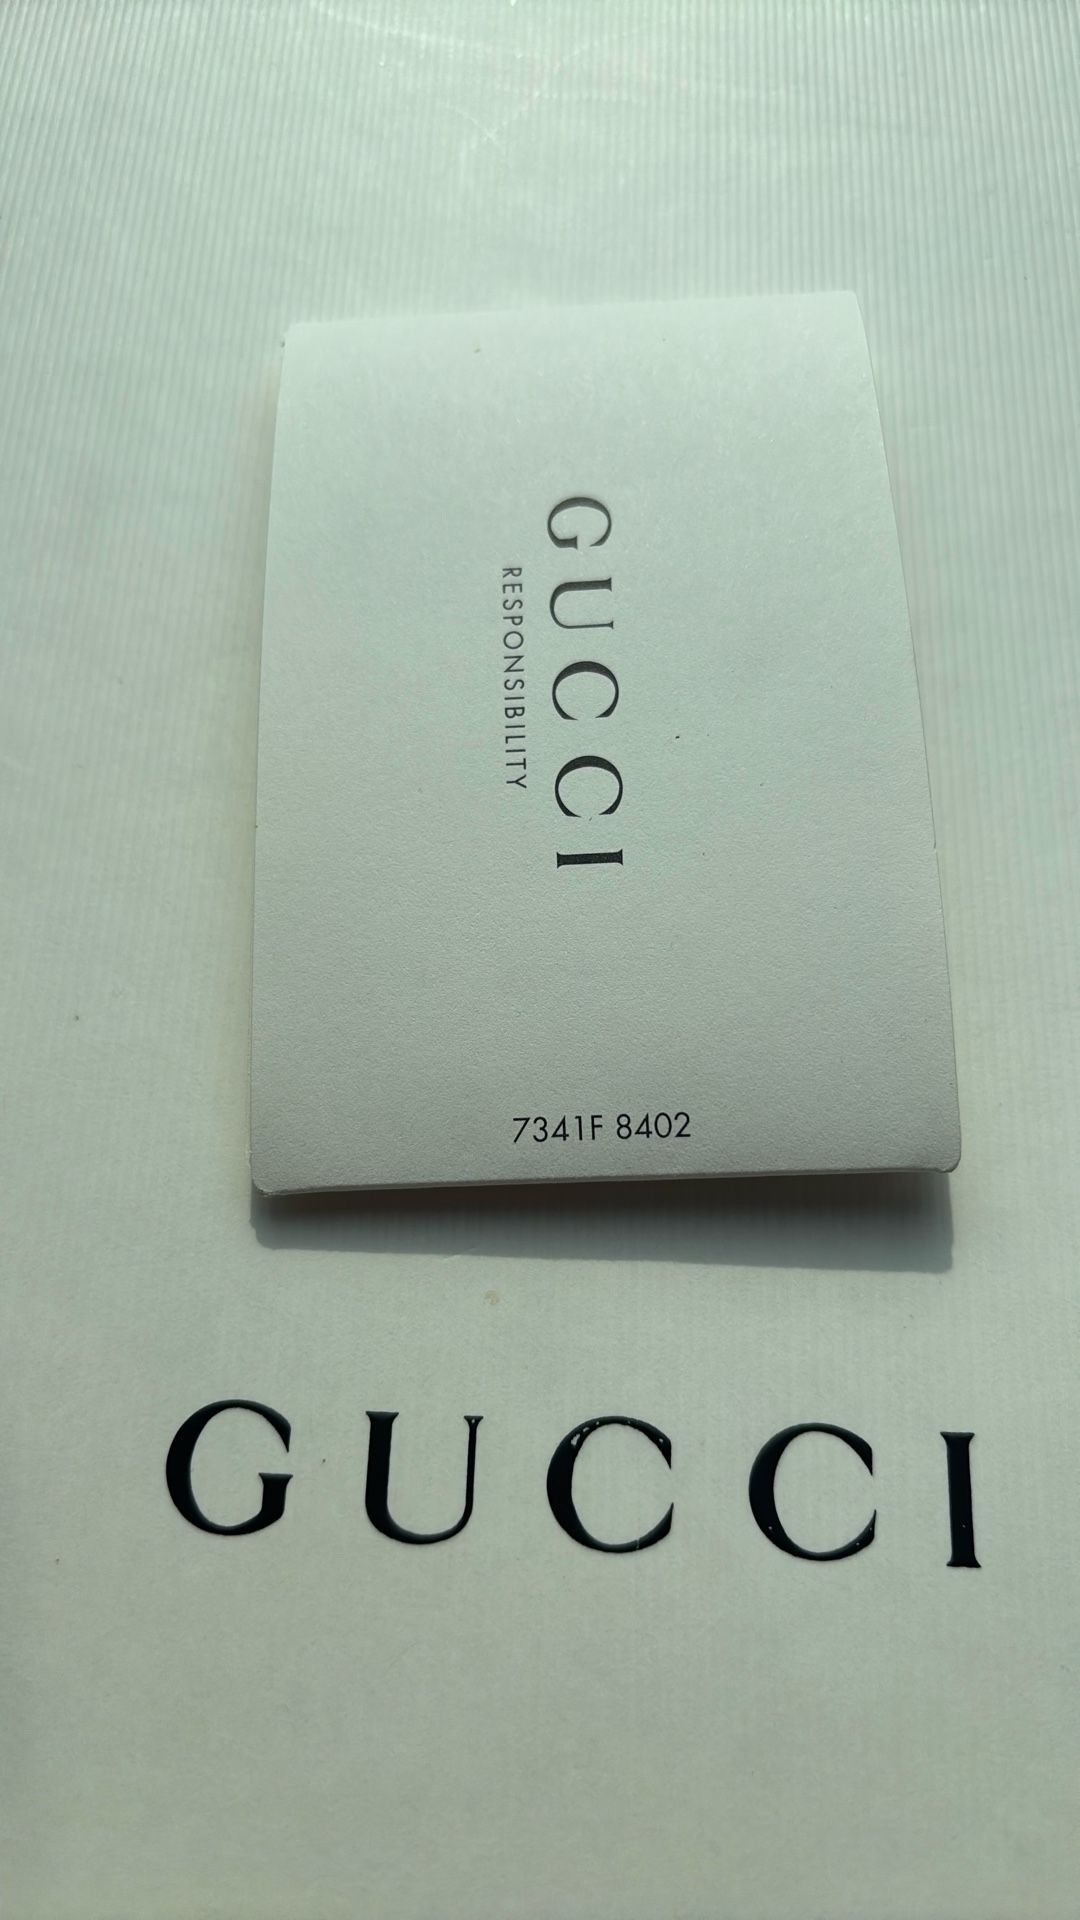 GUCCI
RESPONSIBILITY
7341F 8402
GUCCI